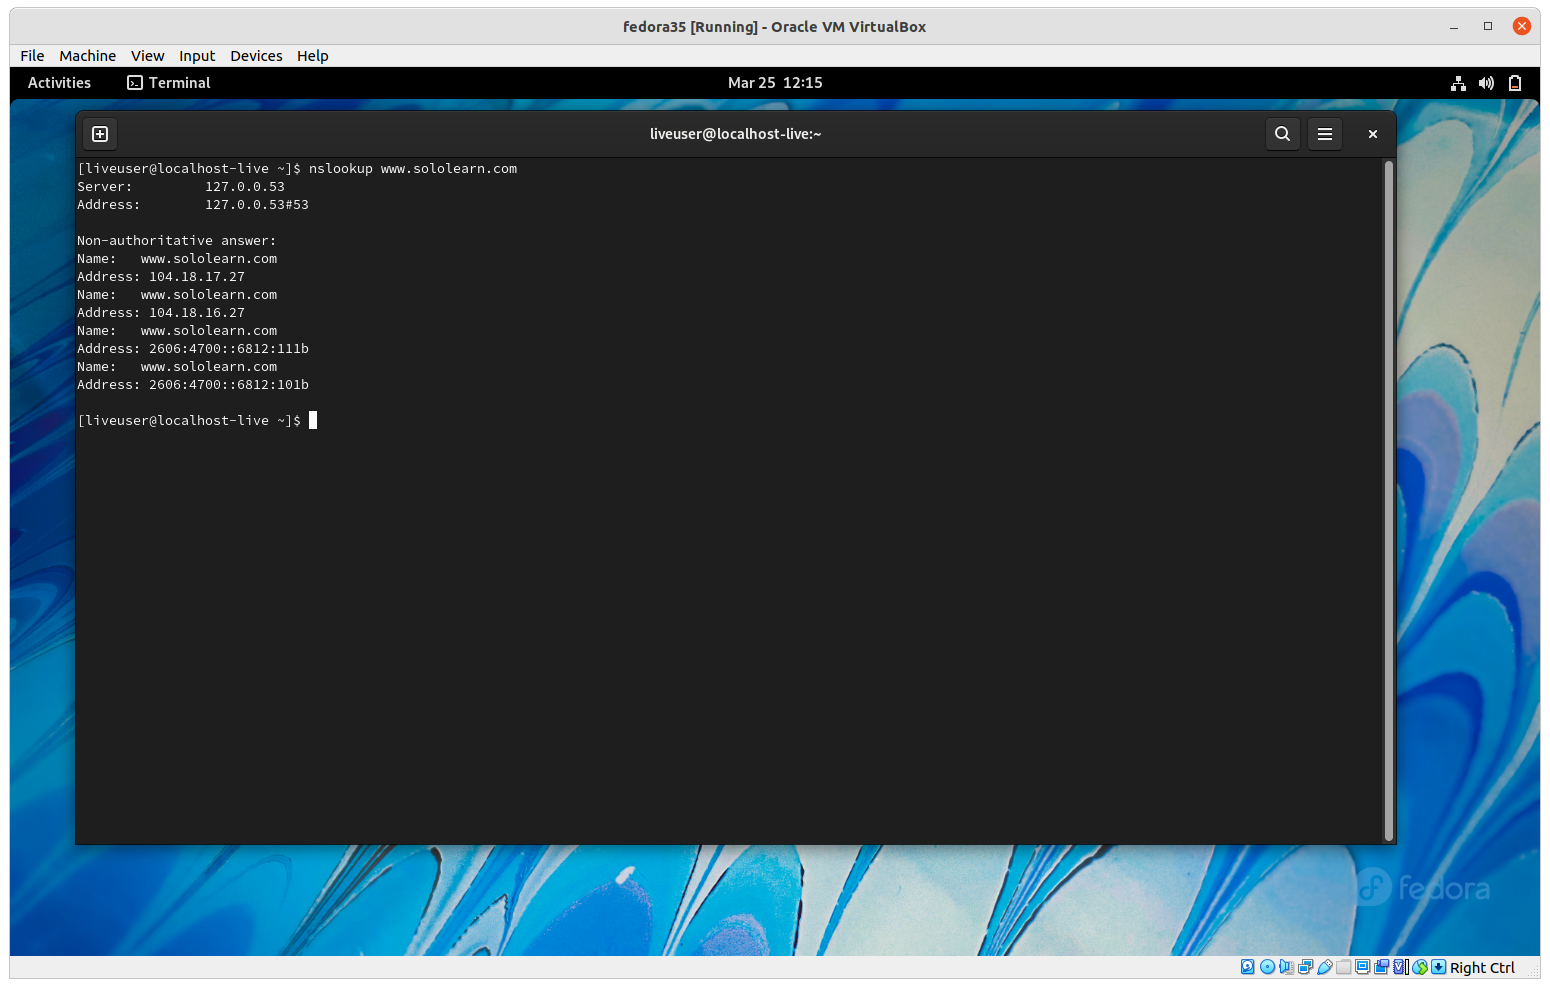 fedora35 [Running] - Oracle VM VirtualBox
File Machine View Input Devices Help
Activities Terminal Mar 25 12:15
liveuser@localhost-live:~
[liveuser@localhost-live ~]$ nslookup www.sololearn.com
Server: 127.0.0.53
Address: 127.0.0.53#53
Non-authoritative answer:
Name: www.sololearn.com
Address: 104.18.17.27
Name: www.sololearn.com
Address: 104.18.16.27
Name: www.sololearn.com
Address: 2606:4700::6812:111b
Name: www.sololearn.com
Address: 2606:4700::6812:101b
[liveuser@localhost-live ~]$
fedora
Right Ctrl